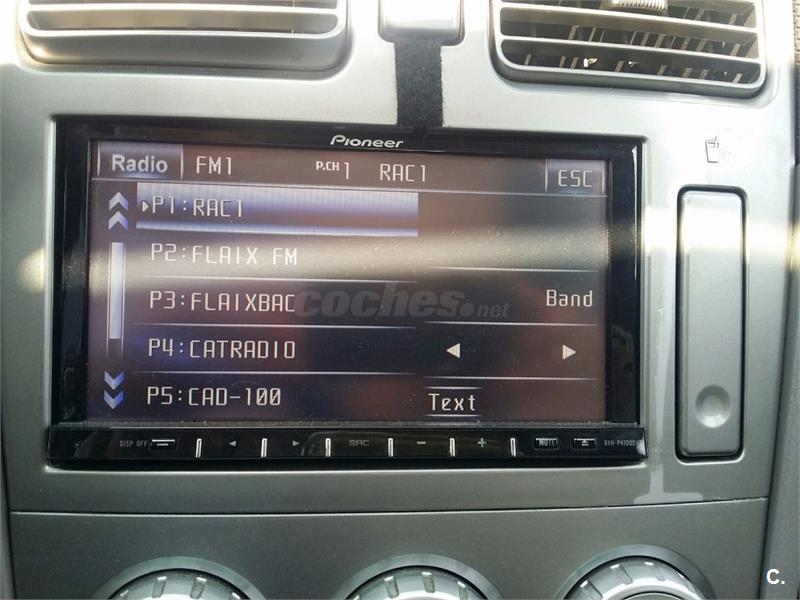 Pioneer
Radio FM1 P.CH 1 RAC1 ESC
P1:RAC1
P2:FLAIX FM
P3:FLAIXBAC Band
coches.net
P4:CATRADIO
P5:CAD-100 Text
DISP OFF SRC MUTE
C.